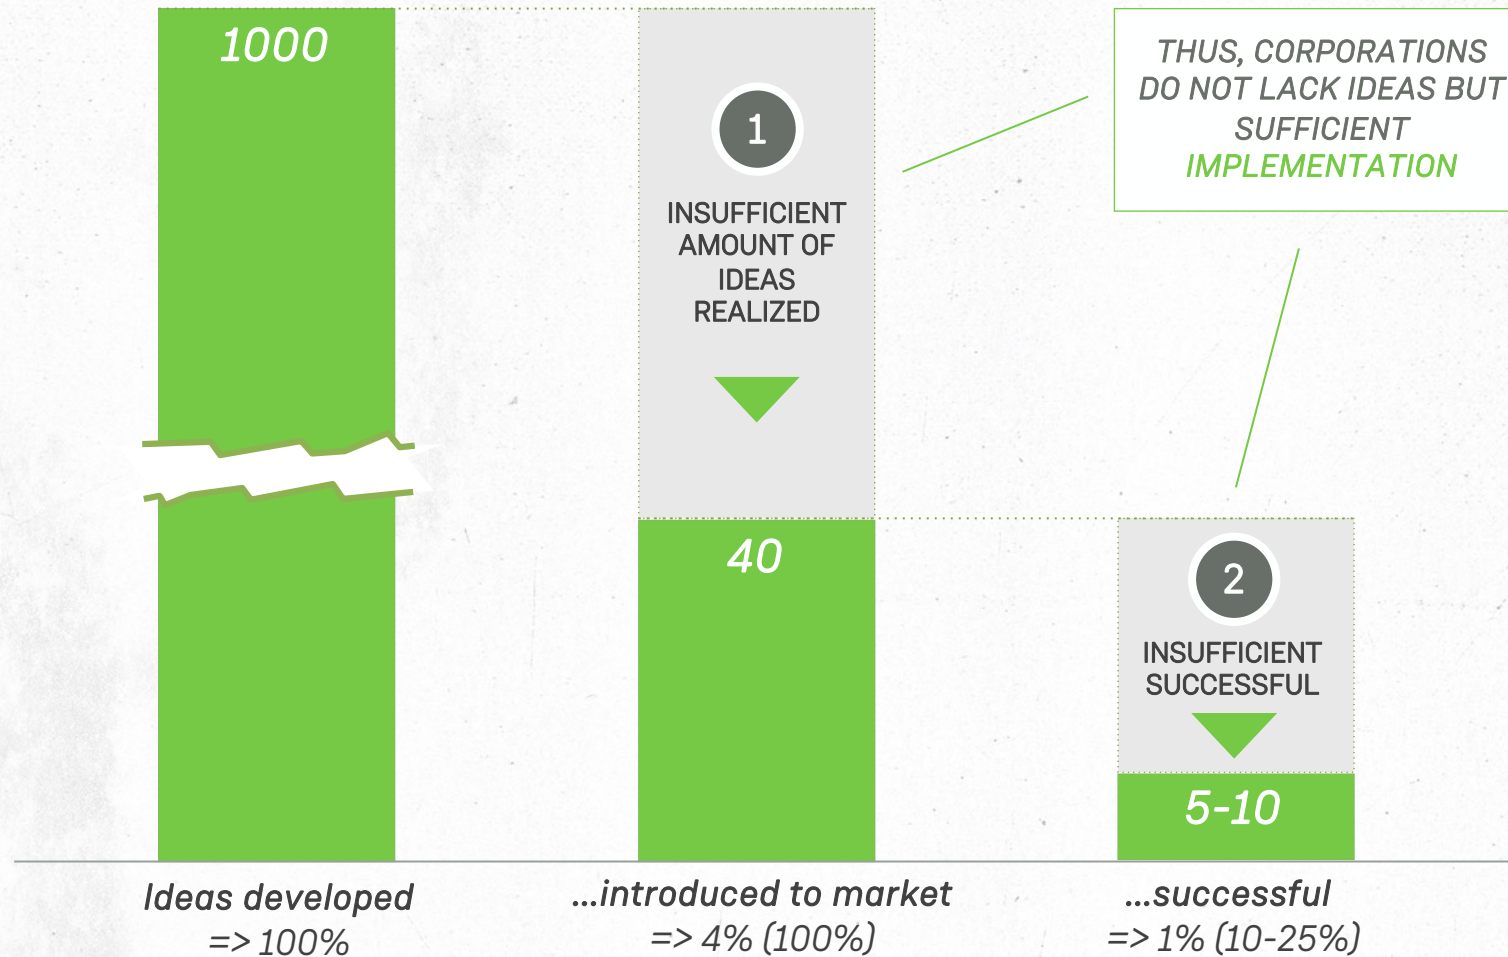 1000
1
INSUFFICIENT
AMOUNT OF
IDEAS
REALIZED
40
THUS, CORPORATIONS
DO NOT LACK IDEAS BUT
SUFFICIENT
IMPLEMENTATION
2
INSUFFICIENT
SUCCESSFUL
5-10
Ideas developed
=> 100%
...introduced to market
=> 4% (100%)
...successful
=> 1% (10-25%)